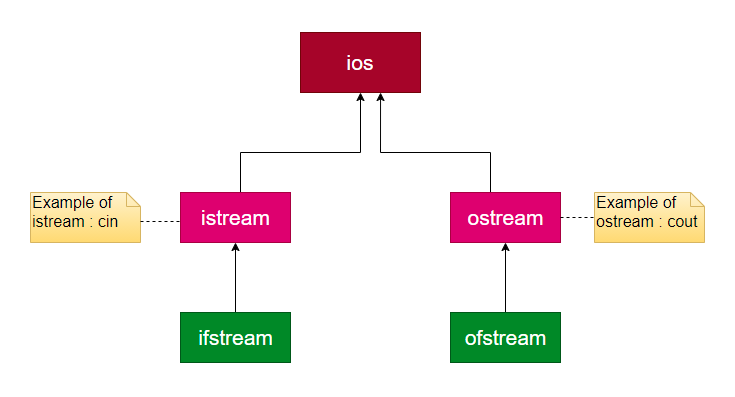 ios
Example of
istream : cin
istream
ostream
Example of
ostream : cout
ifstream
ofstream